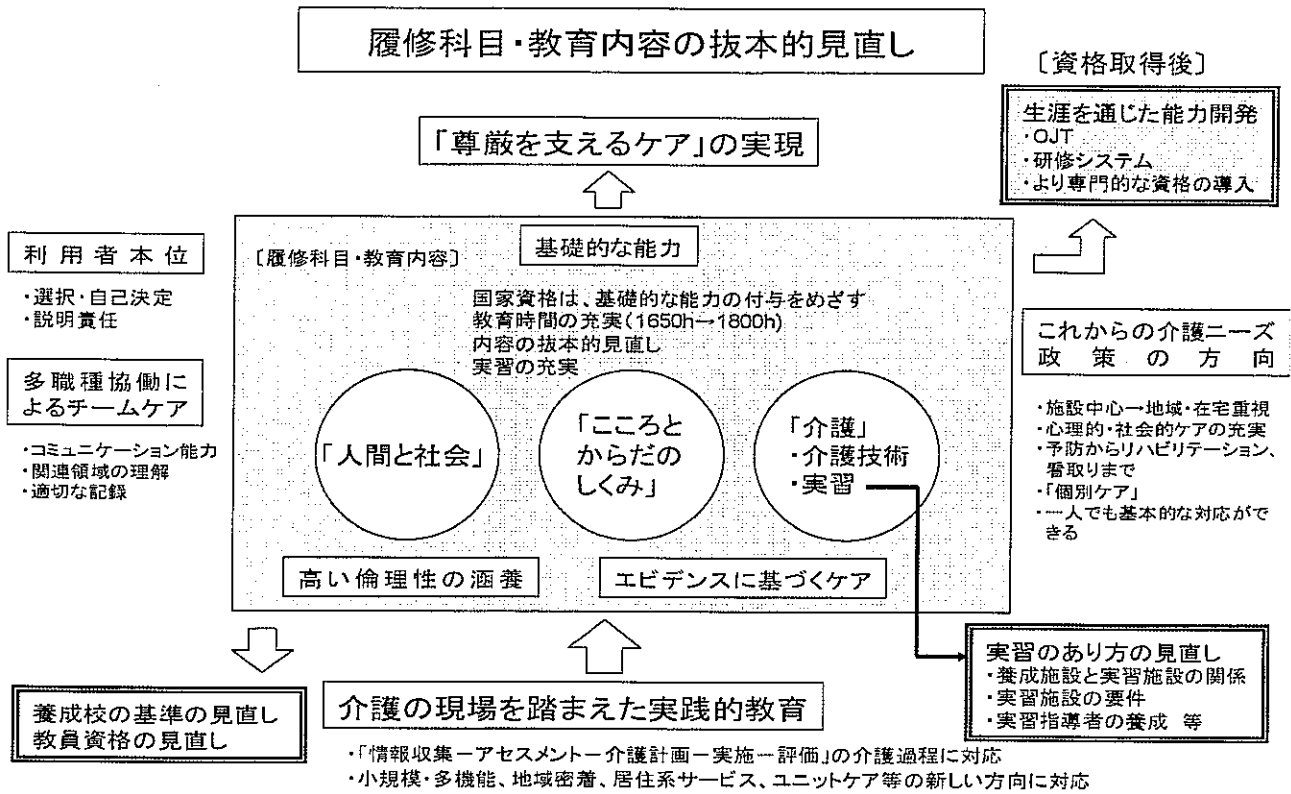 履修科目・教育内容の抜本的見直し
〔資格取得後〕
生涯を通じた能力開発
・OJT
・研修システム
・より専門的な資格の導入
「尊厳を支えるケア」の実現
利用者本位
・選択・自己決定
・説明責任
多職種協働に
よるチームケア
・コミュニケーション能力
・関連領域の理解
・適切な記録
〔履修科目・教育内容〕
基礎的な能力
国家資格は、基礎的な能力の付与をめざす
教育時間の充実(1650h→1800h)
内容の抜本的見直し
実習の充実
「人間と社会」
「こころと
からだの
しくみ」
「介護」
・介護技術
・実習
高い倫理性の涵養
エビデンスに基づくケア
これからの介護ニーズ
政策の方向
・施設中心→地域・在宅重視
・心理的・社会的ケアの充実
・予防からリハビリテーション、
看取りまで
・「個別ケア」
・一人でも基本的な対応がで
きる
養成校の基準の見直し
教員資格の見直し
介護の現場を踏まえた実践的教育
・「情報収集ーアセスメントー介護計画ー実施ー評価」の介護過程に対応
・小規模・多機能、地域密着、居住系サービス、ユニットケア等の新しい方向に対応
実習のあり方の見直し
・養成施設と実習施設の関係
・実習施設の要件
・実習指導者の養成 等